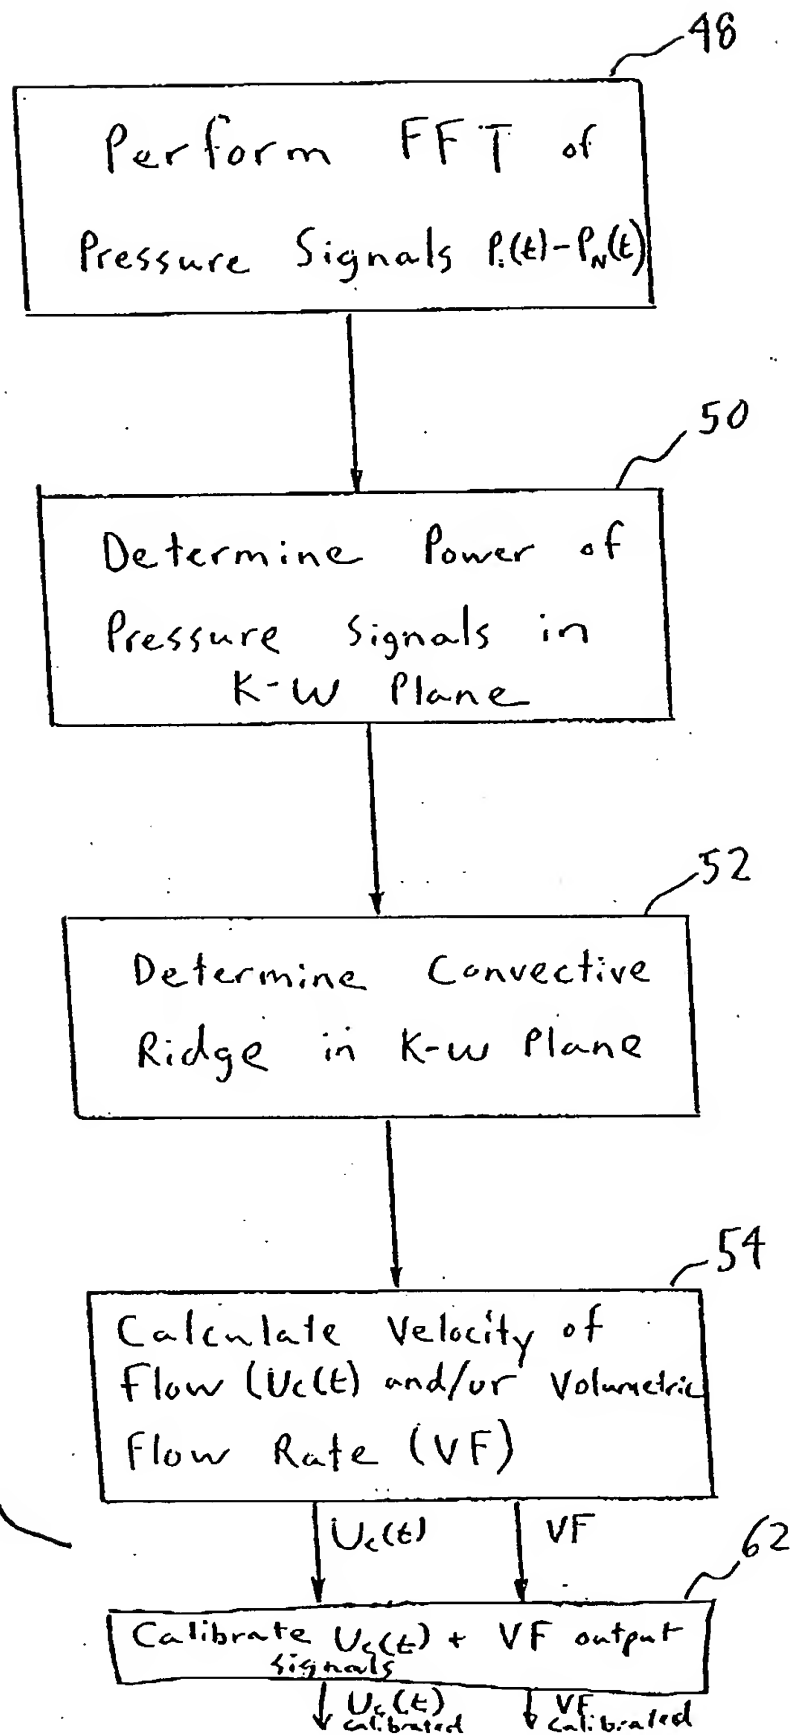 48
Perform FFT of
Pressure Signals P₁(t)-P_N(t)
50
Determine Power of
Pressure Signals in
K-W Plane
52
Determine Convective
Ridge in K-w Plane
54
Calculate Velocity of
Flow (Uc(t) and/or Volumetric
Flow Rate (VF)
Uc(t) VF
62
Calibrate Uc(t) + VF output
signals
Uc(t) VF
calibrated calibrated